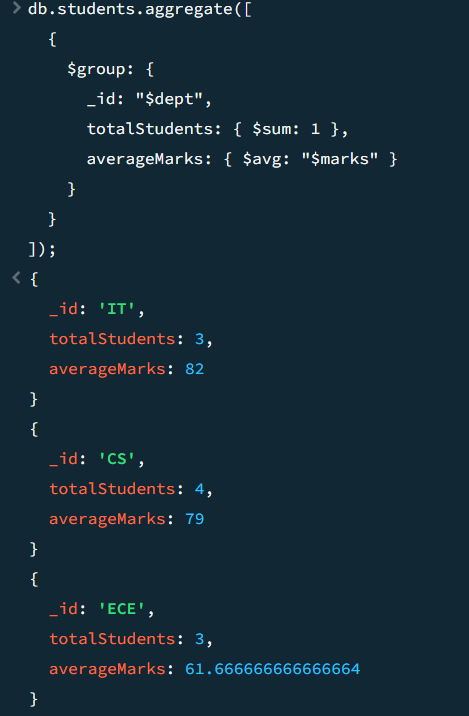 > db.students.aggregate([
{
$group: {
_id: "$dept",
totalStudents: { $sum: 1 },
averageMarks: { $avg: "$marks" }
}
}
]);
< {
_id: 'IT',
totalStudents: 3,
averageMarks: 82
}
{
_id: 'CS',
totalStudents: 4,
averageMarks: 79
}
{
_id: 'ECE',
totalStudents: 3,
averageMarks: 61.666666666666664
}